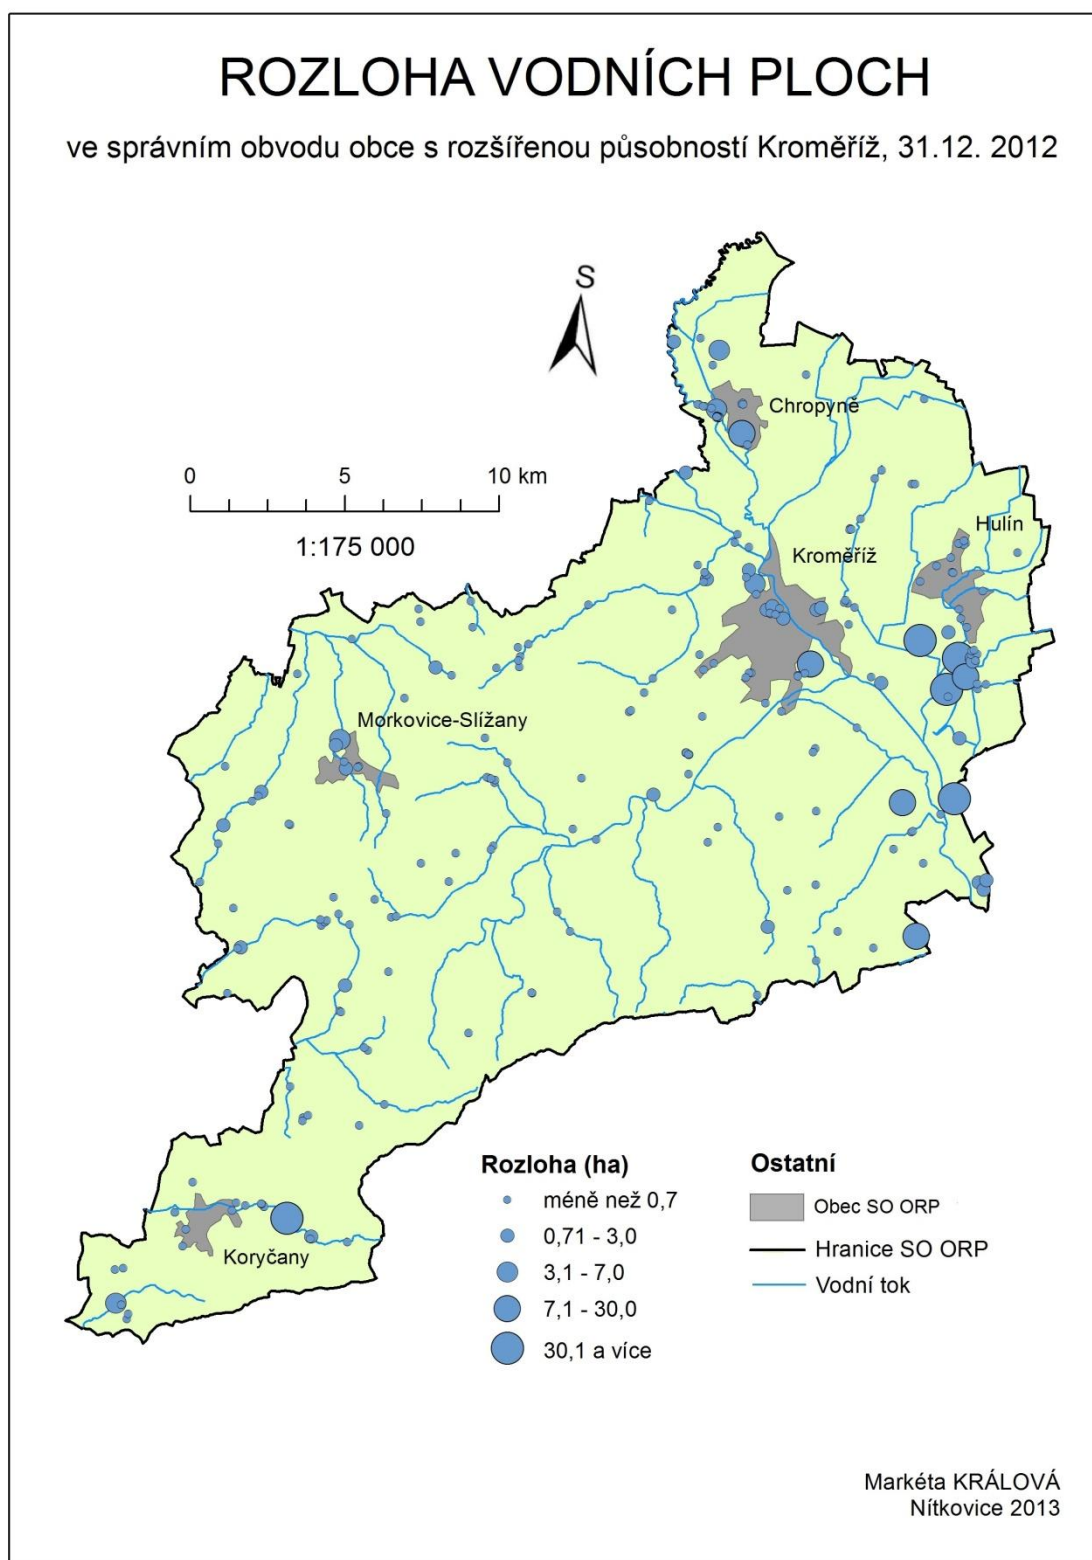 ROZLOHA VODNÍCH PLOCH
ve správním obvodu obce s rozšířenou působností Kroměříž, 31.12. 2012
S
Chropyně
0 5 10 km
1:175 000
Hulín
Kroměříž
Morkovice-Slížany
Koryčany
Rozloha (ha)
méně než 0,7
0,71 - 3,0
3,1 - 7,0
7,1 - 30,0
30,1 a více
Ostatní
Obec SO ORP
Hranice SO ORP
Vodní tok
Markéta KRÁLOVÁ
Nítkovice 2013